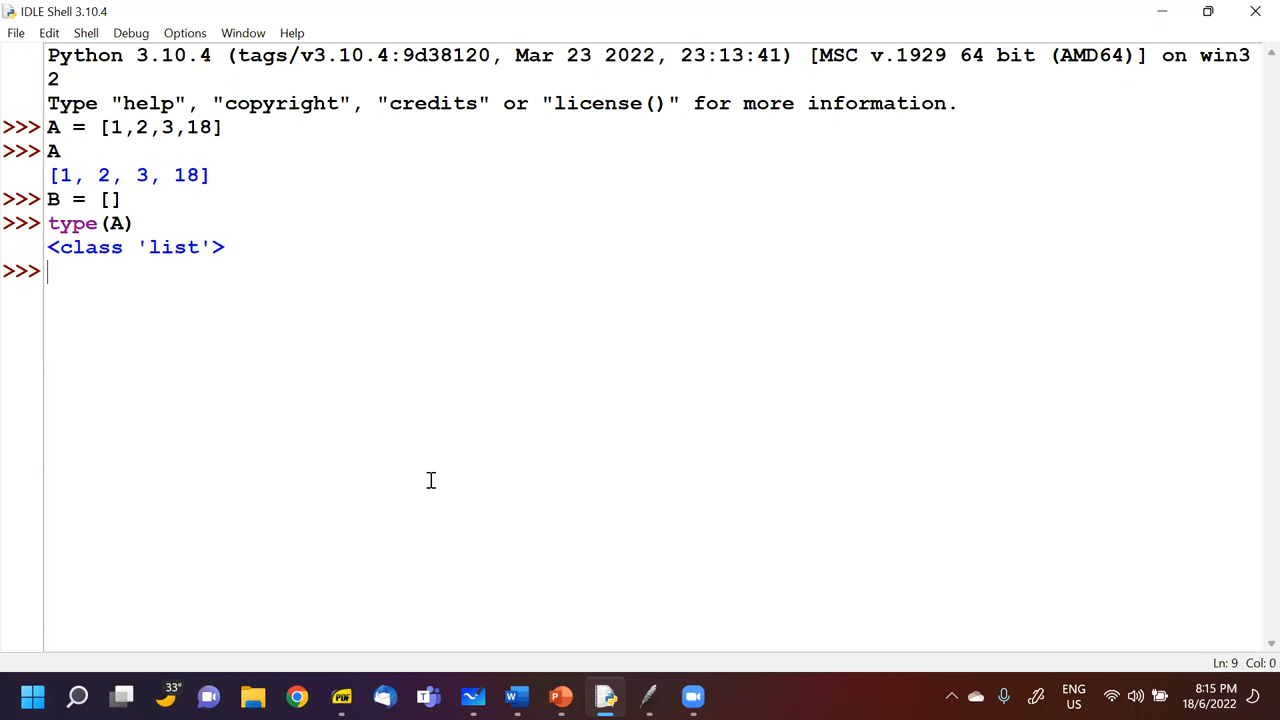 IDLE Shell 3.10.4
File Edit Shell Debug Options Window Help
Python 3.10.4 (tags/v3.10.4:9d38120, Mar 23 2022, 23:13:41) [MSC v.1929 64 bit (AMD64)] on win3
2
Type "help", "copyright", "credits" or "license()" for more information.
>>> A = [1,2,3,18]
>>> A
[1, 2, 3, 18]
>>> B = []
>>> type(A)
<class 'list'>
>>>
Ln: 9 Col: 0
33°
PDF
ENG
US
8:15 PM
18/6/2022